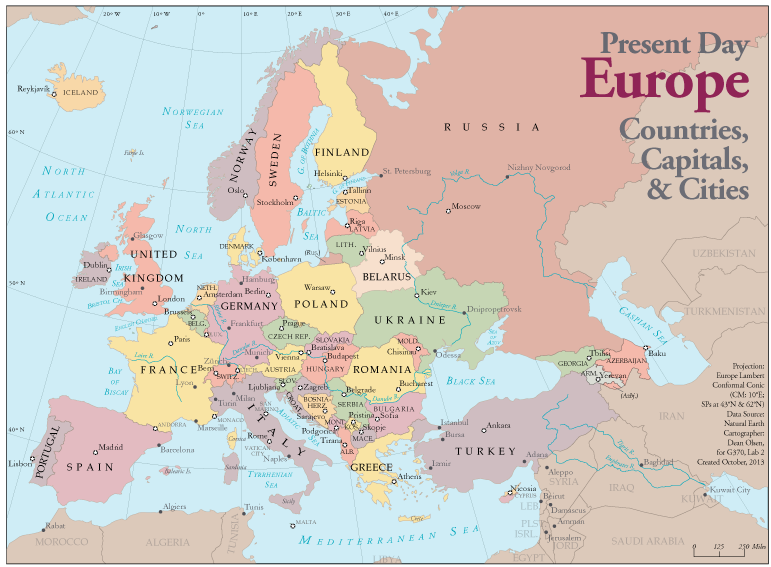 Present Day
Europe
Countries,
Capitals,
& Cities
20° W
10° W
0°
10° E
20° E
30° E
40° E
60° N
50° N
40° N
Reykjavík
ICELAND
NORWEGIAN
SEA
Faroe Is.
NORTH
ATLANTIC
OCEAN
NORWAY
SWEDEN
FINLAND
G. OF BOTHNIA
RUSSIA
Helsinki
St. Petersburg
Oslo
Stockholm
Tallinn
ESTONIA
Volga R.
Nizhny Novgorod
Moscow
BALTIC
SEA
Riga
LATVIA
NORTH
SEA
Glasgow
UNITED
KINGDOM
Dublin
IRELAND
IRISH
SEA
Birmingham
BRISTOL CH.
London
ENGLISH CHANNEL
DENMARK
København
(Rus.)
LITH.
Vilnius
Minsk
BELARUS
NETH.
Amsterdam
Hamburg
Berlin
GERMANY
Warsaw
POLAND
Kiev
Dnieper R.
Dnipropetrovsk
UKRAINE
Brussels
BELG.
LUX.
Frankfurt
Prague
CZECH REP.
SLOVAKIA
Paris
Loire R.
FRANCE
BAY
OF
BISCAY
Lyon
Bern
Zürich
SWITZ.
Munich
Vienna
Bratislava
AUSTRIA
Budapest
HUNGARY
MOLD.
Chisinau
Odessa
SEA
OF
AZOV
ROMANIA
Bucharest
Danube R.
Ljubljana
SLOV.
Zagreb
CROAT.
Belgrade
BOSNIA
HERZ.
Sarajevo
SERBIA
Turin
Milan
SAN
MARINO
MONACO
Marseille
ANDORRA
ITALY
ADRIATIC
SEA
MONT.
Podgorica
Pristina
Sofia
BULGARIA
Skopje
MACE.
Tirana
ALB.
BLACK SEA
CASPIAN SEA
UZBEKISTAN
TURKMENISTAN
GEORGIA
Tbilisi
AZERBAIJAN
Baku
ARM.
Yerevan
(Azb.)
PORTUGAL
Lisbon
SPAIN
Madrid
Barcelona
Balearic Is.
Corsica
Sardinia
Rome
VATICAN
CITY
Naples
TYRRHENIAN
SEA
Sicily
GREECE
Athens
Crete
Istanbul
Bursa
Izmir
Ankara
TURKEY
Adana
Aleppo
SYRIA
Tigris R.
Euphrates R.
Baghdad
IRAQ
IRAN
KUWAIT
Kuwait City
Nicosia
CYPRUS
LEB.
Beirut
Damascus
PLST.
ISRL.
Amman
Jerusalem
JORD.
SAUDI ARABIA
EGYPT
LIBYA
MEDITERRANEAN SEA
MALTA
Tunis
TUNISIA
Algiers
ALGERIA
Rabat
MOROCCO
Projection:
Europe Lambert
Conformal Conic
(CM: 10°E;
SPs at 43°N & 62°N)
Data Source:
Natural Earth
Cartographer:
Dean Olsen,
for G370, Lab 2
Created October, 2013
0 125 250 Miles